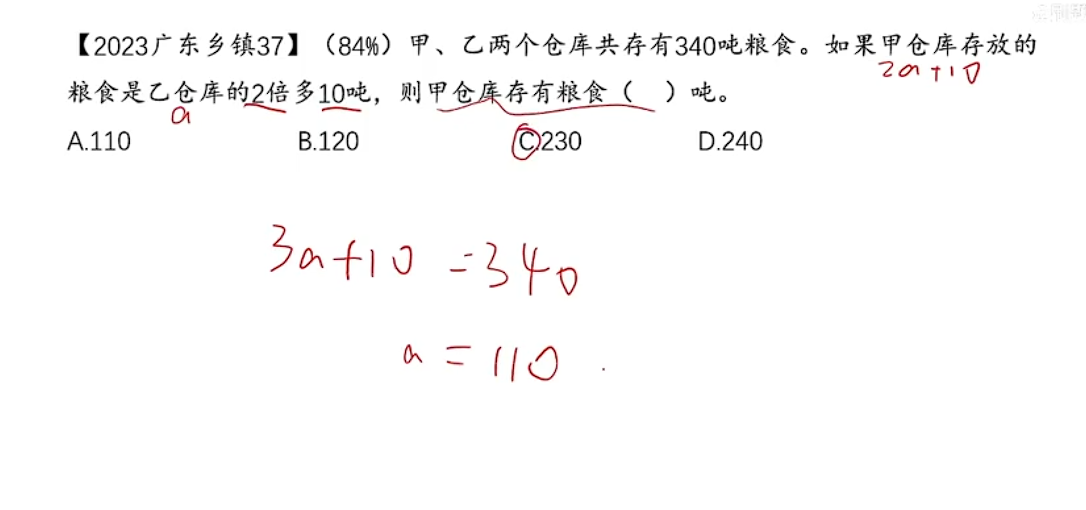 【2023广东乡镇37】（84%）甲、乙两个仓库共存有340吨粮食。如果甲仓库存放的
2a+10
粮食是乙仓库的2倍多10吨，则甲仓库存有粮食（ ）吨。
a
A.110 B.120 C.230 D.240
3a+10=340
a=110